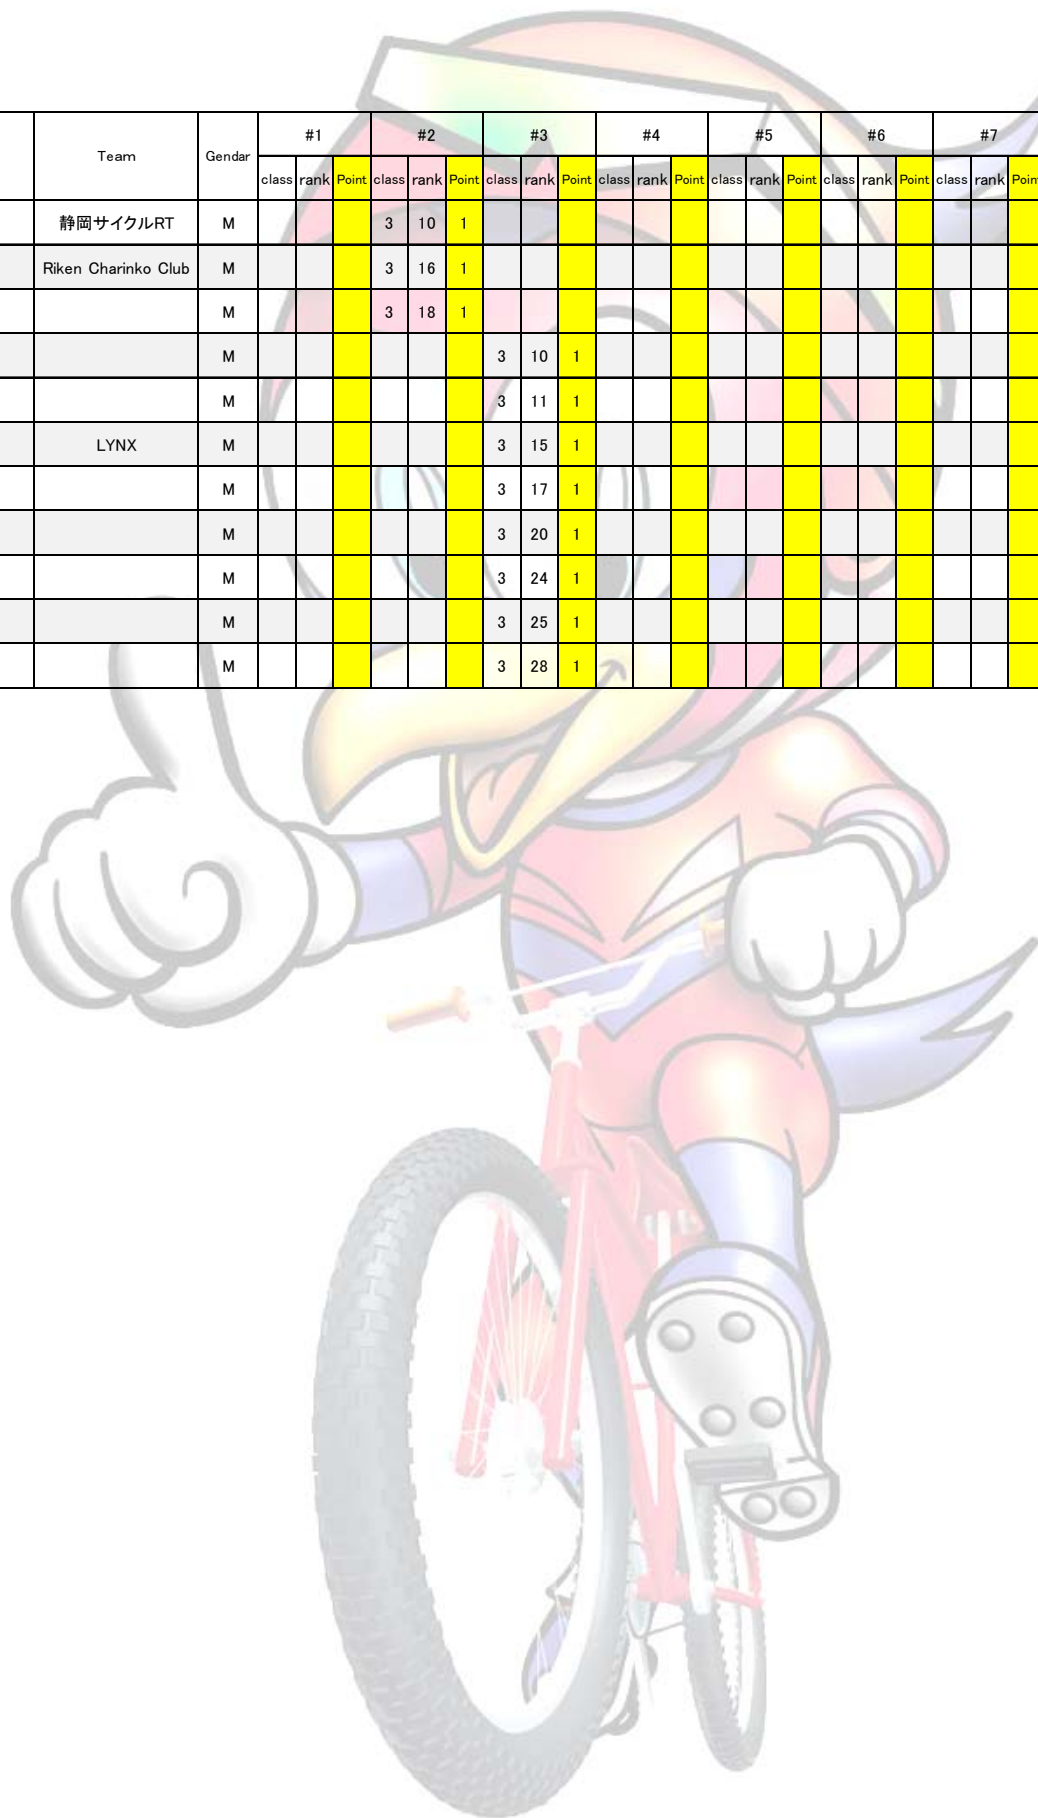 Team Gendar #1 #2 #3 #4 #5 #6 #7
class rank Point class rank Point class rank Point class rank Point class rank Point class rank Point class rank Point
静岡サイクルRT M 3 10 1
Riken Charinko Club M 3 16 1
M 3 18 1
M 3 10 1
M 3 11 1
LYNX M 3 15 1
M 3 17 1
M 3 20 1
M 3 24 1
M 3 25 1
M 3 28 1